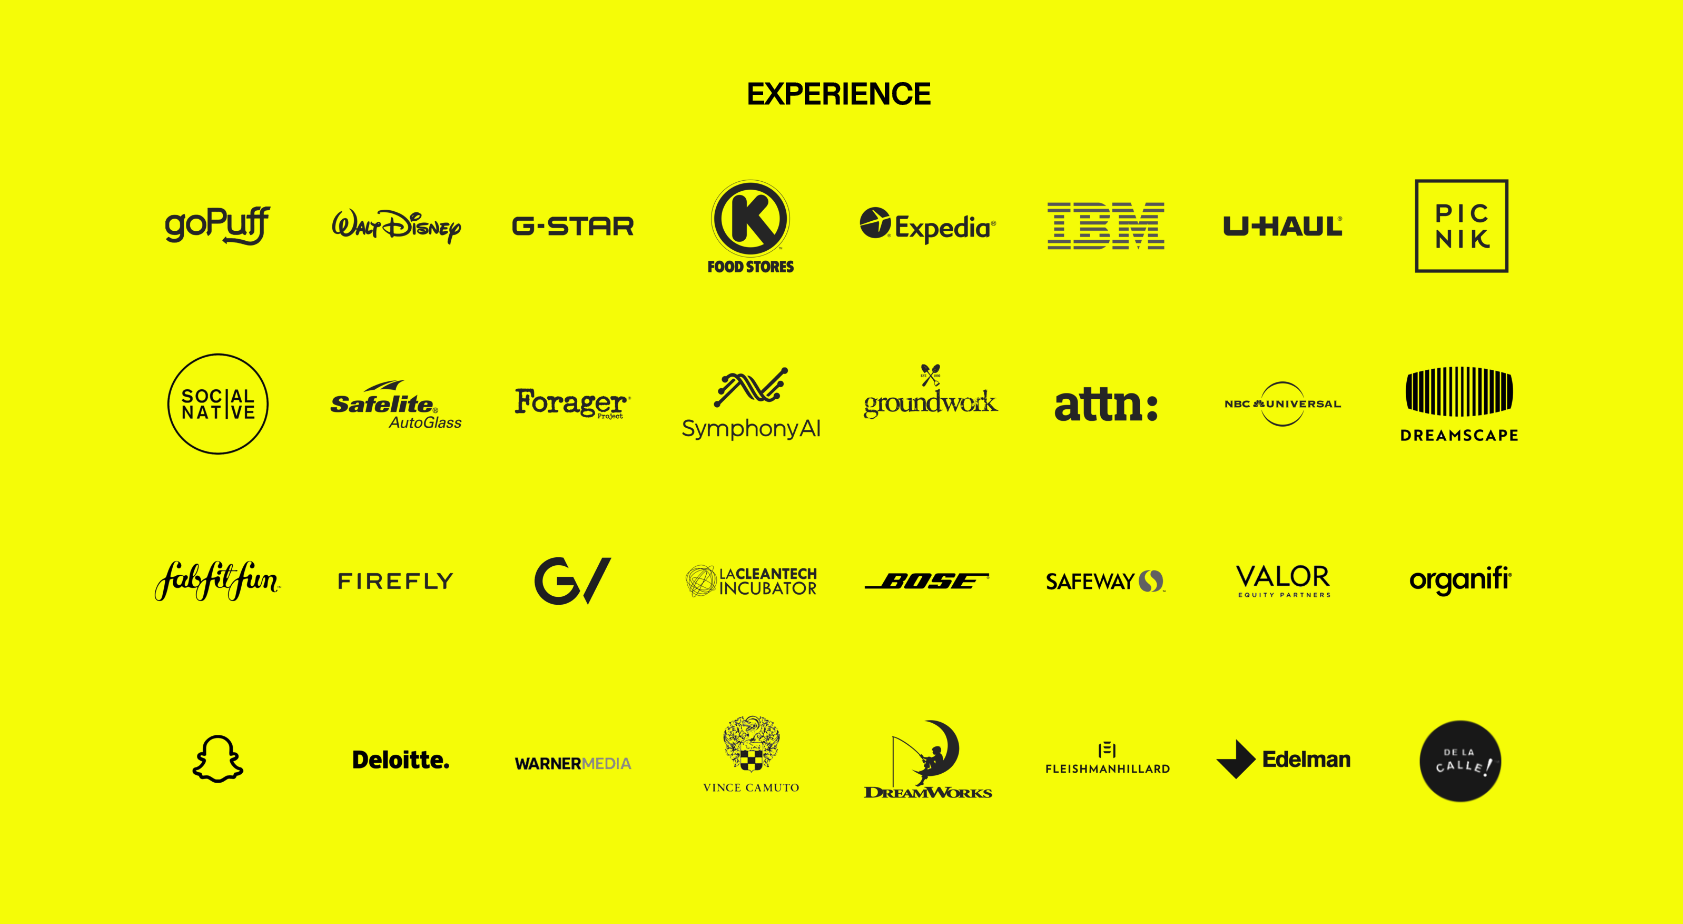 EXPERIENCE
goPuff
WALT DISNEY
G-STAR
K
FOOD STORES
Expedia®
IBM
U-HAUL®
PIC
NIK
SOCIAL
NATIVE
Safelite®
AutoGlass
Forager®
Project
SymphonyAI
groundwork
attn:
NBC UNIVERSAL
DREAMSCAPE
fabfitfun
FIREFLY
G/
LACLEANTECH
INCUBATOR
BOSE
SAFEWAY
VALOR
EQUITY PARTNERS
organifi
Deloitte.
WARNERMEDIA
VINCE CAMUTO
DREAMWORKS
FLEISHMANHILLARD
Edelman
DE LA
CALLE!